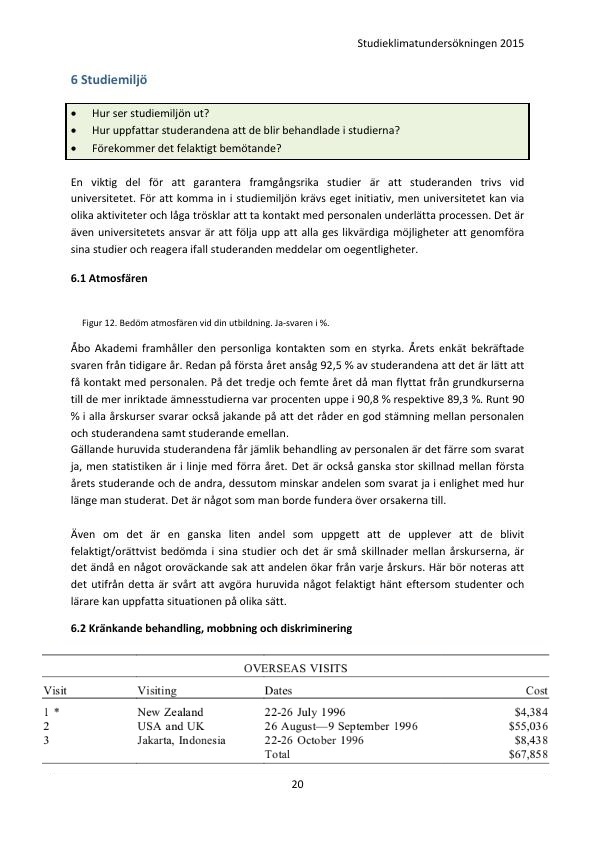 Studieklimatundersökningen 2015
6 Studiemiljö
• Hur ser studiemiljön ut?
• Hur uppfattar studerandena att de blir behandlade i studierna?
• Förekommer det felaktigt bemötande?
En viktig del för att garantera framgångsrika studier är att studeranden trivs vid
universitetet. För att komma in i studiemiljön krävs eget initiativ, men universitetet kan via
olika aktiviteter och låga trösklar att ta kontakt med personalen underlätta processen. Det är
även universitetets ansvar är att följa upp att alla ges likvärdiga möjligheter att genomföra
sina studier och reagera ifall studeranden meddelar om oegentligheter.
6.1 Atmosfären
Figur 12. Bedöm atmosfären vid din utbildning. Ja-svaren i %.
Åbo Akademi framhåller den personliga kontakten som en styrka. Årets enkät bekräftade
svaren från tidigare år. Redan på första året ansåg 92,5 % av studerandena att det är lätt att
få kontakt med personalen. På det tredje och femte året då man flyttat från grundkurserna
till de mer inriktade ämnesstudierna var procenten uppe i 90,8 % respektive 89,3 %. Runt 90
% i alla årskurser svarar också jakande på att det råder en god stämning mellan personalen
och studerandena samt studerande emellan.
Gällande huruvida studerandena får jämlik behandling av personalen är det färre som svarat
ja, men statistiken är i linje med förra året. Det är också ganska stor skillnad mellan första
årets studerande och de andra, dessutom minskar andelen som svarat ja i enlighet med hur
länge man studerat. Det är något som man borde fundera över orsakerna till.
Även om det är en ganska liten andel som uppgett att de upplever att de blivit
felaktigt/orättvist bedömda i sina studier och det är små skillnader mellan årskurserna, är
det ändå en något oroväckande sak att andelen ökar från varje årskurs. Här bör noteras att
det utifrån detta är svårt att avgöra huruvida något felaktigt hänt eftersom studenter och
lärare kan uppfatta situationen på olika sätt.
6.2 Kränkande behandling, mobbning och diskriminering
OVERSEAS VISITS
Visit Visiting Dates Cost
1 * New Zealand 22-26 July 1996 $4,384
2 USA and UK 26 August—9 September 1996 $55,036
3 Jakarta, Indonesia 22-26 October 1996 $8,438
Total $67,858
20